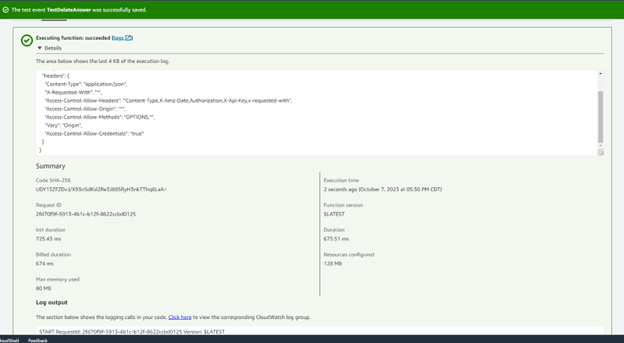 The test event TestDeleteAnswer was successfully saved.
Executing function: succeeded (logs)
Details
The area below shows the last 4 KB of the execution log.
"headers": {
"Content-Type": "application/json",
"X-Requested-With": "*",
"Access-Control-Allow-Headers": "Content-Type,X-Amz-Date,Authorization,X-Api-Key,x-requested-with",
"Access-Control-Allow-Origin": "*",
"Access-Control-Allow-Methods": "OPTIONS,*",
"Vary": "Origin",
"Access-Control-Allow-Credentials": "true"
}
}
Summary
Code SHA-256
Execution time
2 seconds ago (October 7, 2023 at 05:30 PM CDT)
Request ID
2fd70f9f-5913-4b1c-b12f-8622ccbd0125
Function version
$LATEST
Init duration
725.43 ms
Duration
673.51 ms
Billed duration
674 ms
Resources configured
128 MB
Max memory used
80 MB
Log output
The section below shows the logging calls in your code. Click here to view the corresponding CloudWatch log group.
START RequestId: 2fd70f9f-5913-4b1c-b12f-8622ccbd0125 Version: $LATEST
CloudShell Feedback